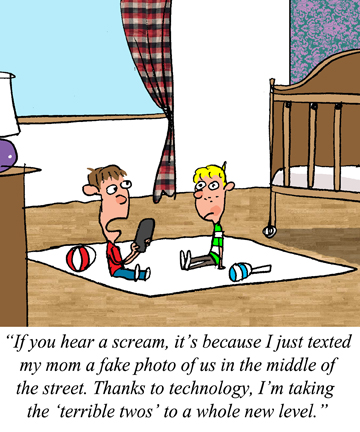 “If you hear a scream, it’s because I just texted
my mom a fake photo of us in the middle of
the street. Thanks to technology, I’m taking
the ‘terrible twos’ to a whole new level.”